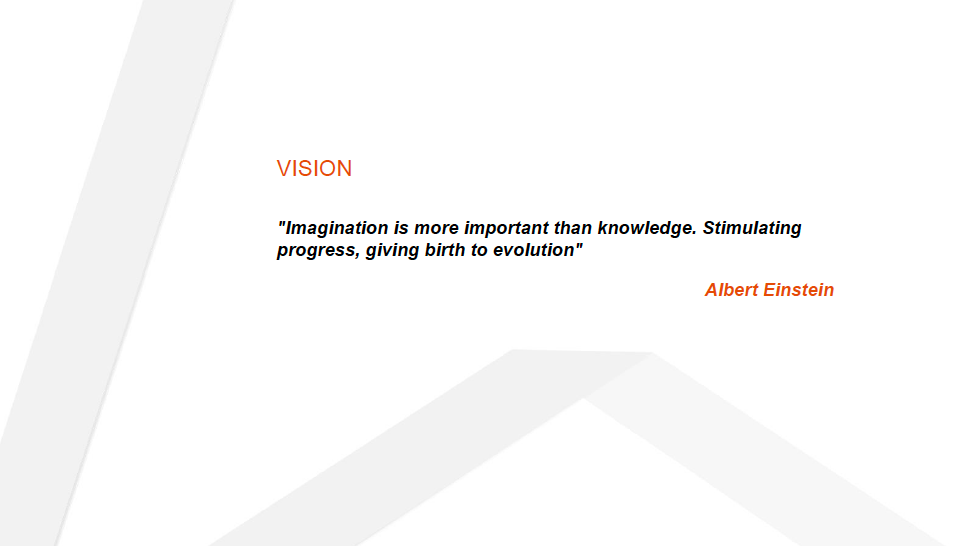 VISION
"Imagination is more important than knowledge. Stimulating
progress, giving birth to evolution"
Albert Einstein